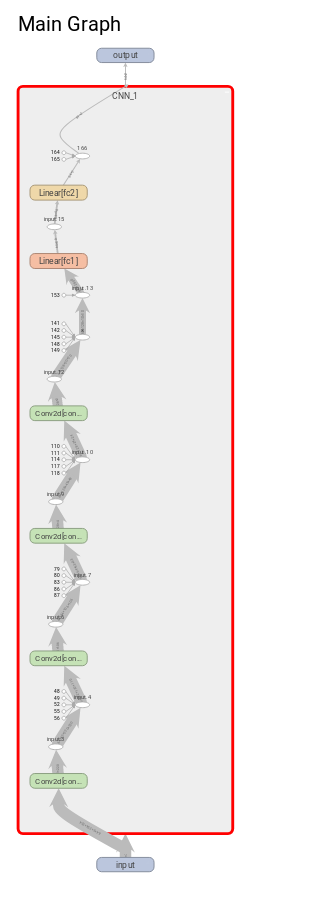 Main Graph
output
CNN_1
166
164
165
Linear[fc2]
input.15
Linear[fc1]
input.13
153
141
142
145
148
149
input.12
Conv2d[con...
110
111
114
117
118
input.10
input.9
Conv2d[con...
79
80
83
86
87
input.7
input.6
Conv2d[con...
48
49
52
55
56
input.4
input.3
Conv2d[con...
input